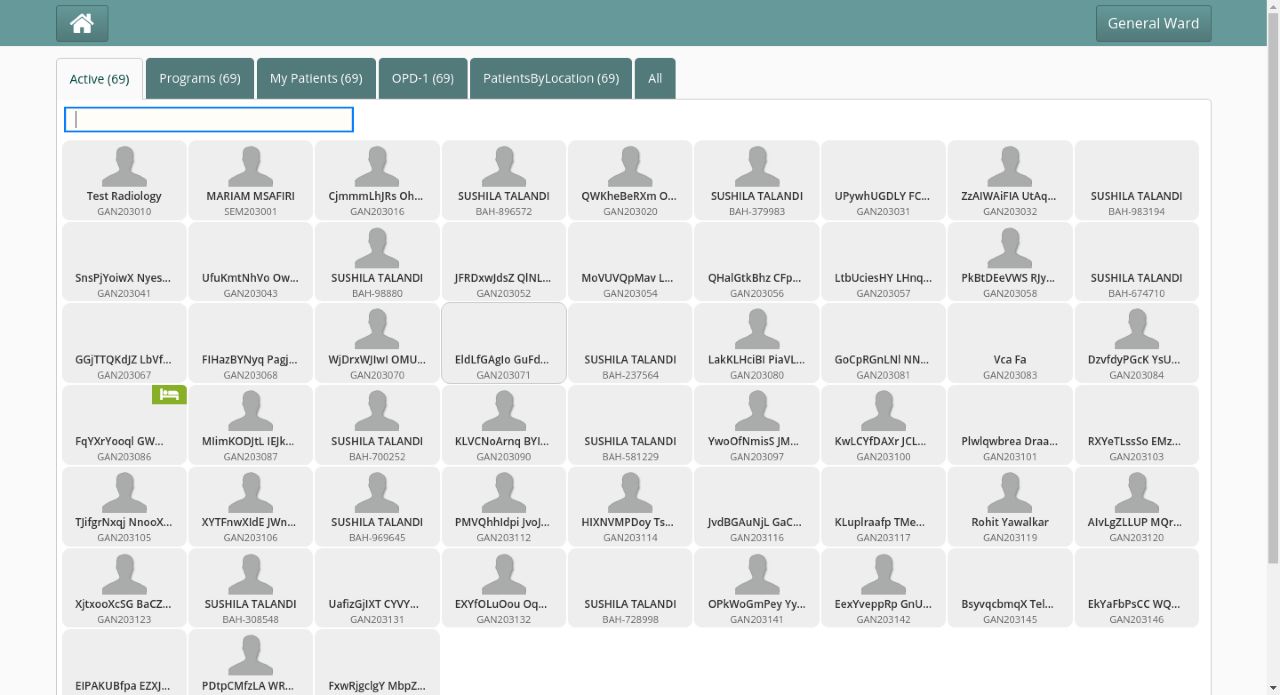 General Ward
Active (69) Programs (69) My Patients (69) OPD-1 (69) PatientsByLocation (69) All
Test Radiology MARIAM MSAFIRI CjmmmLhJRs Oh... SUSHILA TALANDI QWKheBeRXm O... SUSHILA TALANDI UPywhUGDLY FC... ZzAIWAiFIA UtAq... SUSHILA TALANDI
GAN203010 SEM203001 GAN203016 BAH-896572 GAN203020 BAH-379983 GAN203031 GAN203032 BAH-983194
SnsPjYoiwX Nyes... UfuKmtNhVo Ow... SUSHILA TALANDI JFRDxwJdsZ QlNL... MoVUVQpMav L... QHalGtkBhz CFp... LtbUciesHY LHnq... PkBtDEeVWS RJy... SUSHILA TALANDI
GAN203041 GAN203043 BAH-98880 GAN203052 GAN203054 GAN203056 GAN203057 GAN203058 BAH-674710
GGjTTQKdJZ LbVf... FIHazBYNyq Pagj... WjDrxWJIwI OMU... EldLfGAgIo GuFd... SUSHILA TALANDI LakKLHciBI PiaVL... GoCpRGnLNl NN... Vca Fa DzvfdyPGcK YsU...
GAN203067 GAN203068 GAN203070 GAN203071 BAH-237564 GAN203080 GAN203081 GAN203083 GAN203084
FqYXrYooql GW... MIimKODJtL IEJk... SUSHILA TALANDI KLVCNoArnq BYI... SUSHILA TALANDI YwoOfNmisS JM... KwLCYfDAXr JCL... Plwlqwbrea Draa... RXYeTLssSo EMz...
GAN203086 GAN203087 BAH-700252 GAN203090 BAH-581229 GAN203097 GAN203100 GAN203101 GAN203103
TJifgrNxqj NnooX... XYTFnwXIdE JWn... SUSHILA TALANDI PMVQhhIdpi JvoJ... HIXNVMPDoy Ts... JvdBGAuNjL GaC... KLuplraafp TMe... Rohit Yawalkar AIvLgZLLUP MQr...
GAN203105 GAN203106 BAH-969645 GAN203112 GAN203114 GAN203116 GAN203117 GAN203119 GAN203120
XjtxooXcSG BaCZ... SUSHILA TALANDI UafizGjIXT CYVY... EXYfOLuOou Oq... SUSHILA TALANDI OPkWoGmPey Yy... EexYveppRp GnU... BsyvqcbmqX Tel... EkYaFbPsCC WQ...
GAN203123 BAH-308548 GAN203131 GAN203132 BAH-728998 GAN203141 GAN203142 GAN203145 GAN203146
EIPAKUBfpa EZXJ... PDtpCMfzLA WR... FxwRjgclgY MbpZ...